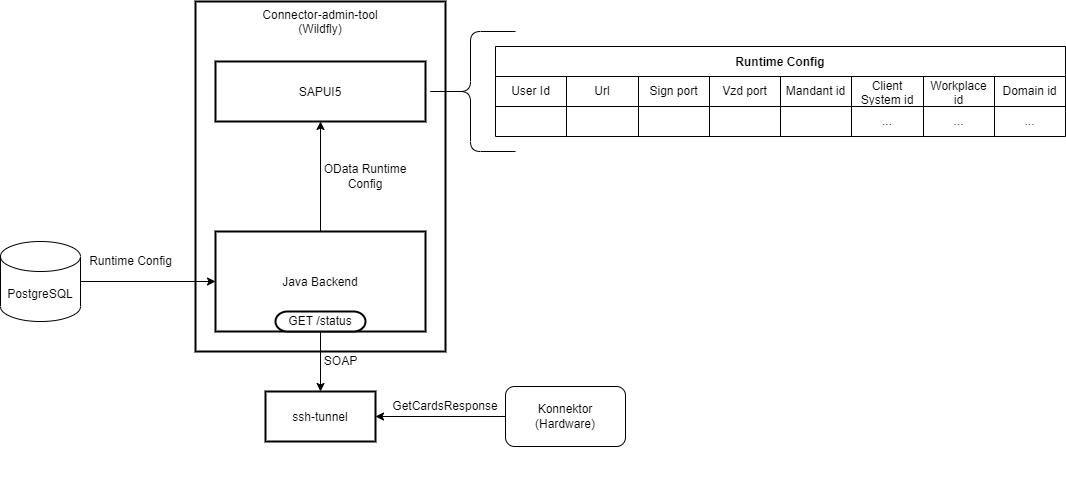 Connector-admin-tool
(Wildfly)
SAPUI5
Runtime Config
User Id
Url
Sign port
Vzd port
Mandant id
Client
System id
Workplace
id
Domain id
...
...
...
OData Runtime
Config
Runtime Config
PostgreSQL
Java Backend
GET /status
SOAP
ssh-tunnel
GetCardsResponse
Konnektor
(Hardware)